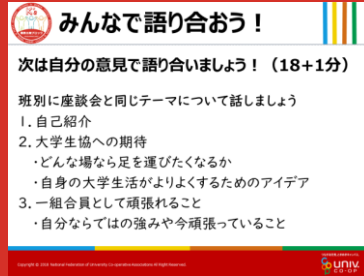 みんなで語り合おう！
次は自分の意見で語り合いましょう！（18+1分）
班別に座談会と同じテーマについて話しましょう
1. 自己紹介
2. 大学生協への期待
・どんな場なら足を運びたくなるか
・自身の大学生活がよりよくするためのアイデア
3. 一組合員として頑張れること
・自分ならではの強みや今頑張っていること
UNIV.
CO-OP